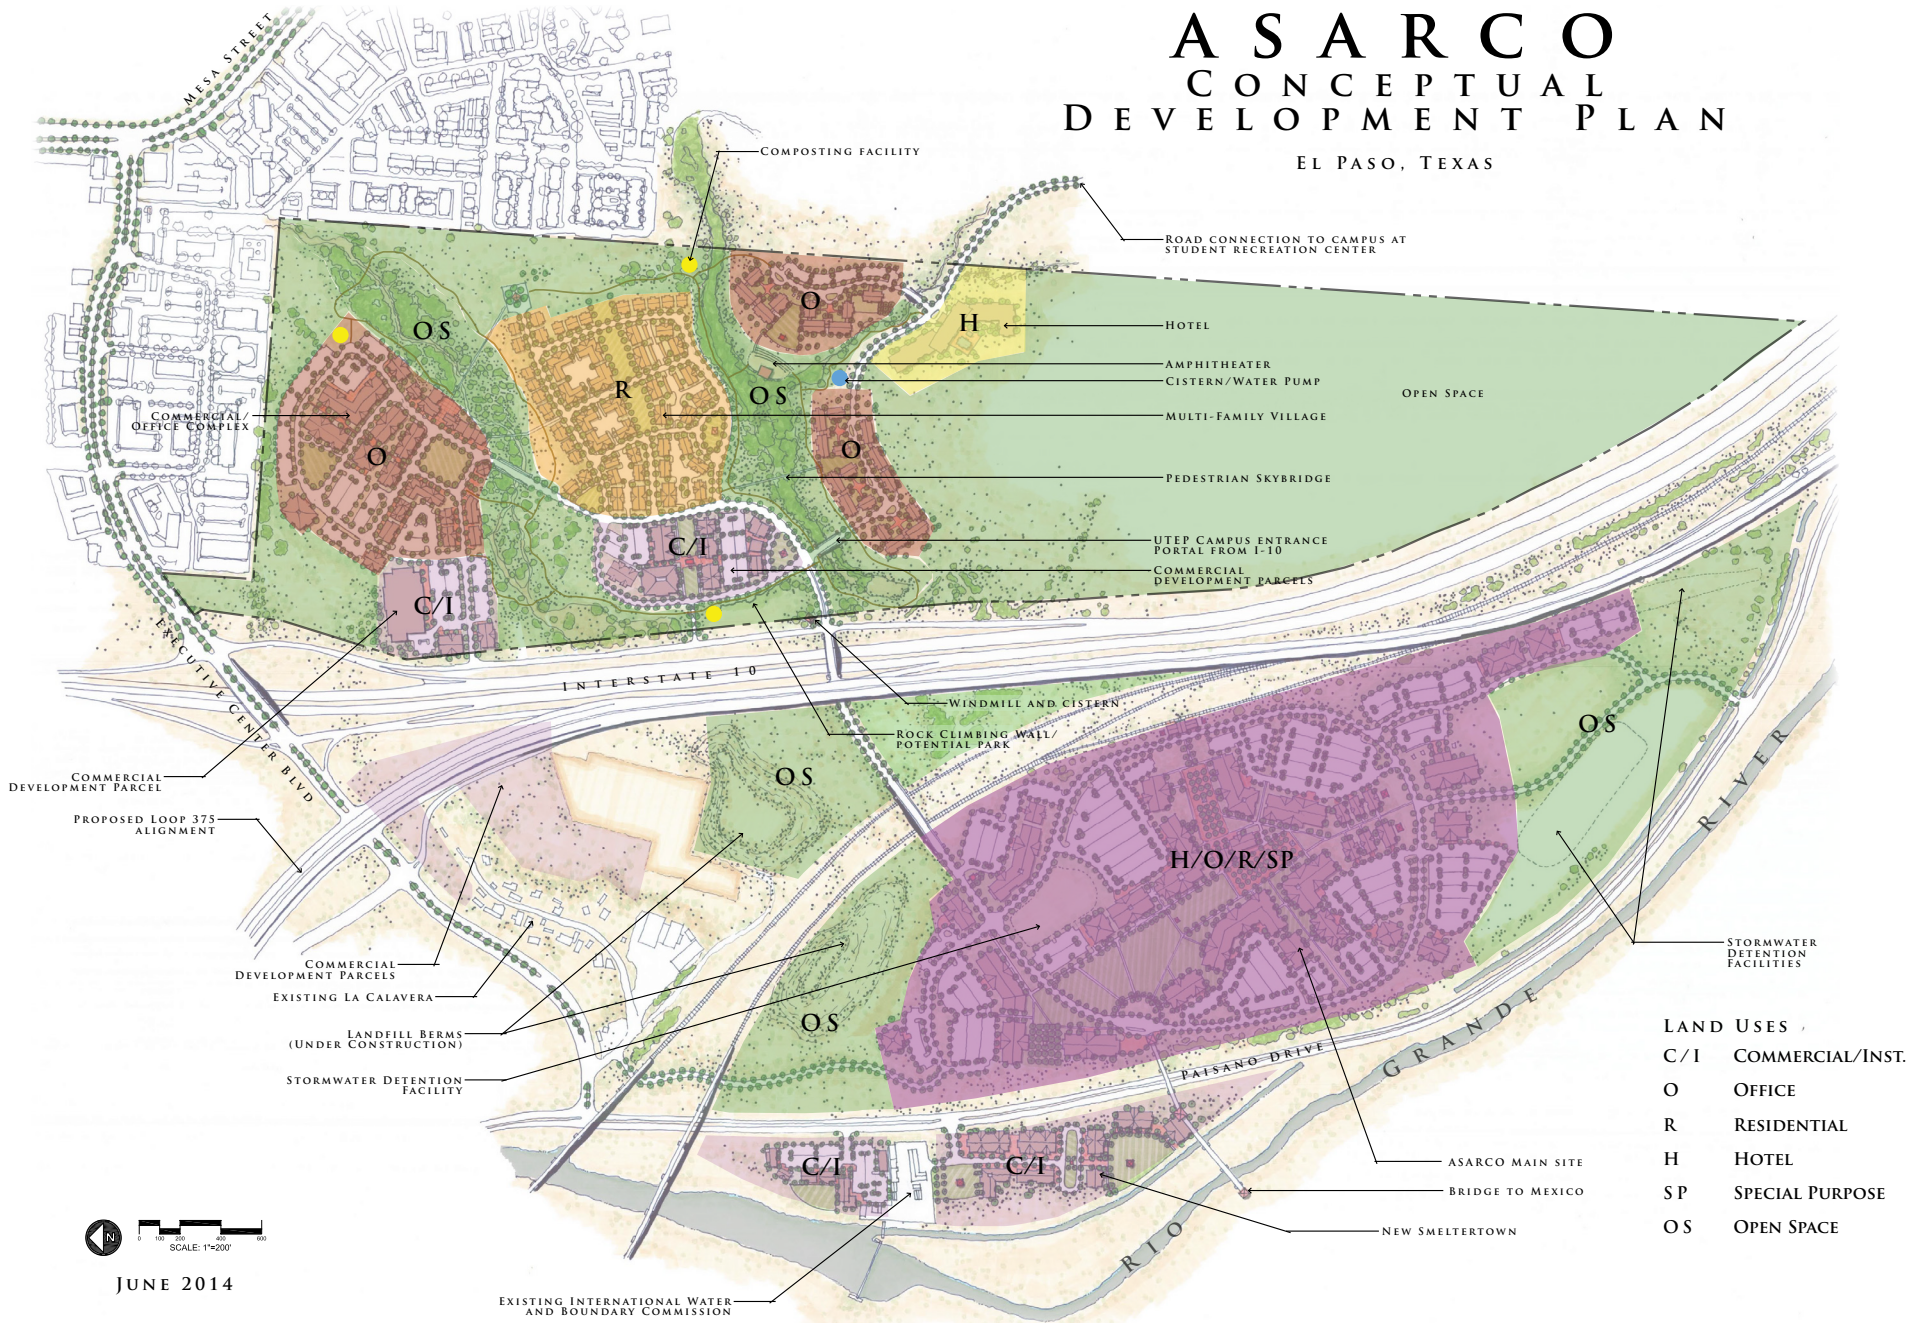 ASARCO
CONCEPTUAL
DEVELOPMENT PLAN
EL PASO, TEXAS
MESA STREET
COMPOSTING FACILITY
ROAD CONNECTION TO CAMPUS AT
STUDENT RECREATION CENTER
O
H
HOTEL
OS
AMPHITHEATER
CISTERN/WATER PUMP
R
OS
OPEN SPACE
COMMERCIAL/
OFFICE COMPLEX
MULTI-FAMILY VILLAGE
O
O
PEDESTRIAN SKYBRIDGE
C/I
UTEP CAMPUS ENTRANCE
PORTAL FROM I-10
COMMERCIAL
DEVELOPMENT PARCELS
C/I
EXECUTIVE CENTER BLVD
INTERSTATE 10
WINDMILL AND CISTERN
ROCK CLIMBING WALL/
POTENTIAL PARK
OS
OS
COMMERCIAL
DEVELOPMENT PARCEL
PROPOSED LOOP 375
ALIGNMENT
H/O/R/SP
COMMERCIAL
DEVELOPMENT PARCELS
EXISTING LA CALAVERA
LANDFILL BERMS
(UNDER CONSTRUCTION)
OS
STORMWATER DETENTION
FACILITY
STORMWATER
DETENTION
FACILITIES
PAISANO DRIVE
RIO GRANDE RIVER
C/I
C/I
ASARCO MAIN SITE
BRIDGE TO MEXICO
NEW SMELTERTOWN
EXISTING INTERNATIONAL WATER
AND BOUNDARY COMMISSION
LAND USES
C/I COMMERCIAL/INST.
O OFFICE
R RESIDENTIAL
H HOTEL
SP SPECIAL PURPOSE
OS OPEN SPACE
N
0 100 200 400 600
SCALE: 1"=200'
JUNE 2014